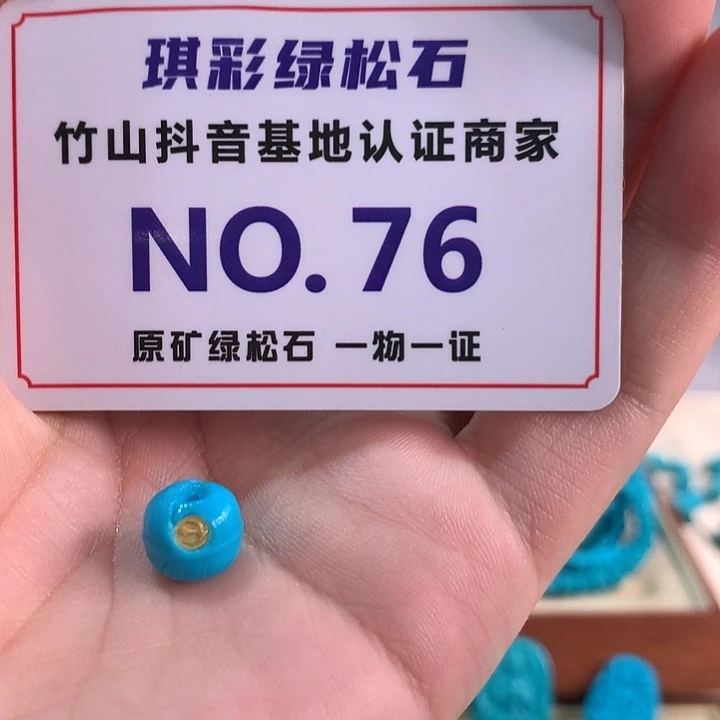 琪彩绿松石
竹山抖音基地认证商家
NO. 76
原矿绿松石 一物一证